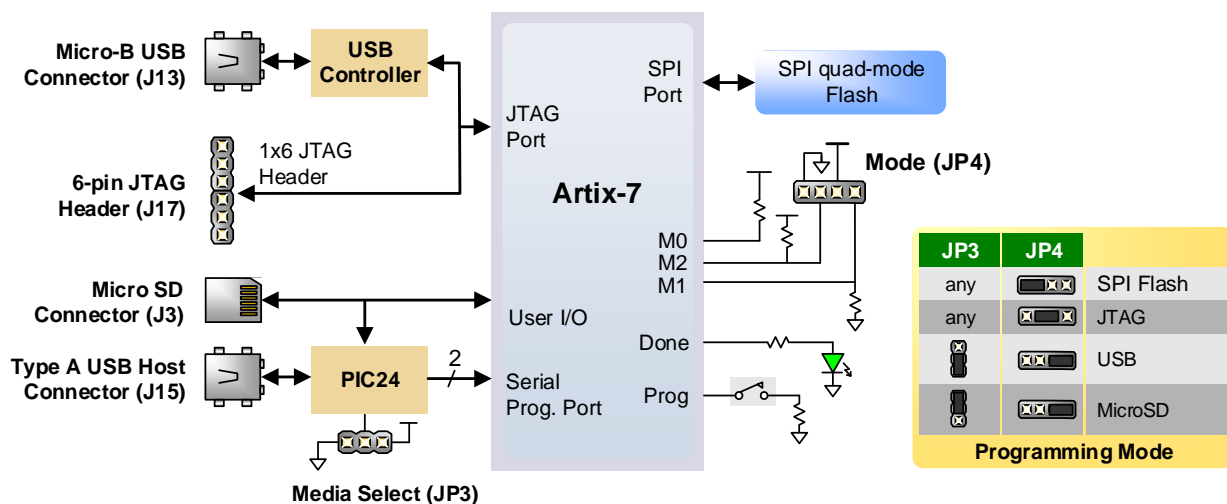 Micro-B USB
Connector (J13)
USB
Controller
6-pin JTAG
Header (J17)
1x6 JTAG
Header
Micro SD
Connector (J3)
Type A USB Host
Connector (J15)
PIC24
2
Media Select (JP3)
JTAG
Port
SPI
Port
Artix-7
M0
M2
M1
User I/O
Done
Serial
Prog. Port
Prog
SPI quad-mode
Flash
Mode (JP4)
JP3 JP4
any SPI Flash
any JTAG
USB
MicroSD
Programming Mode